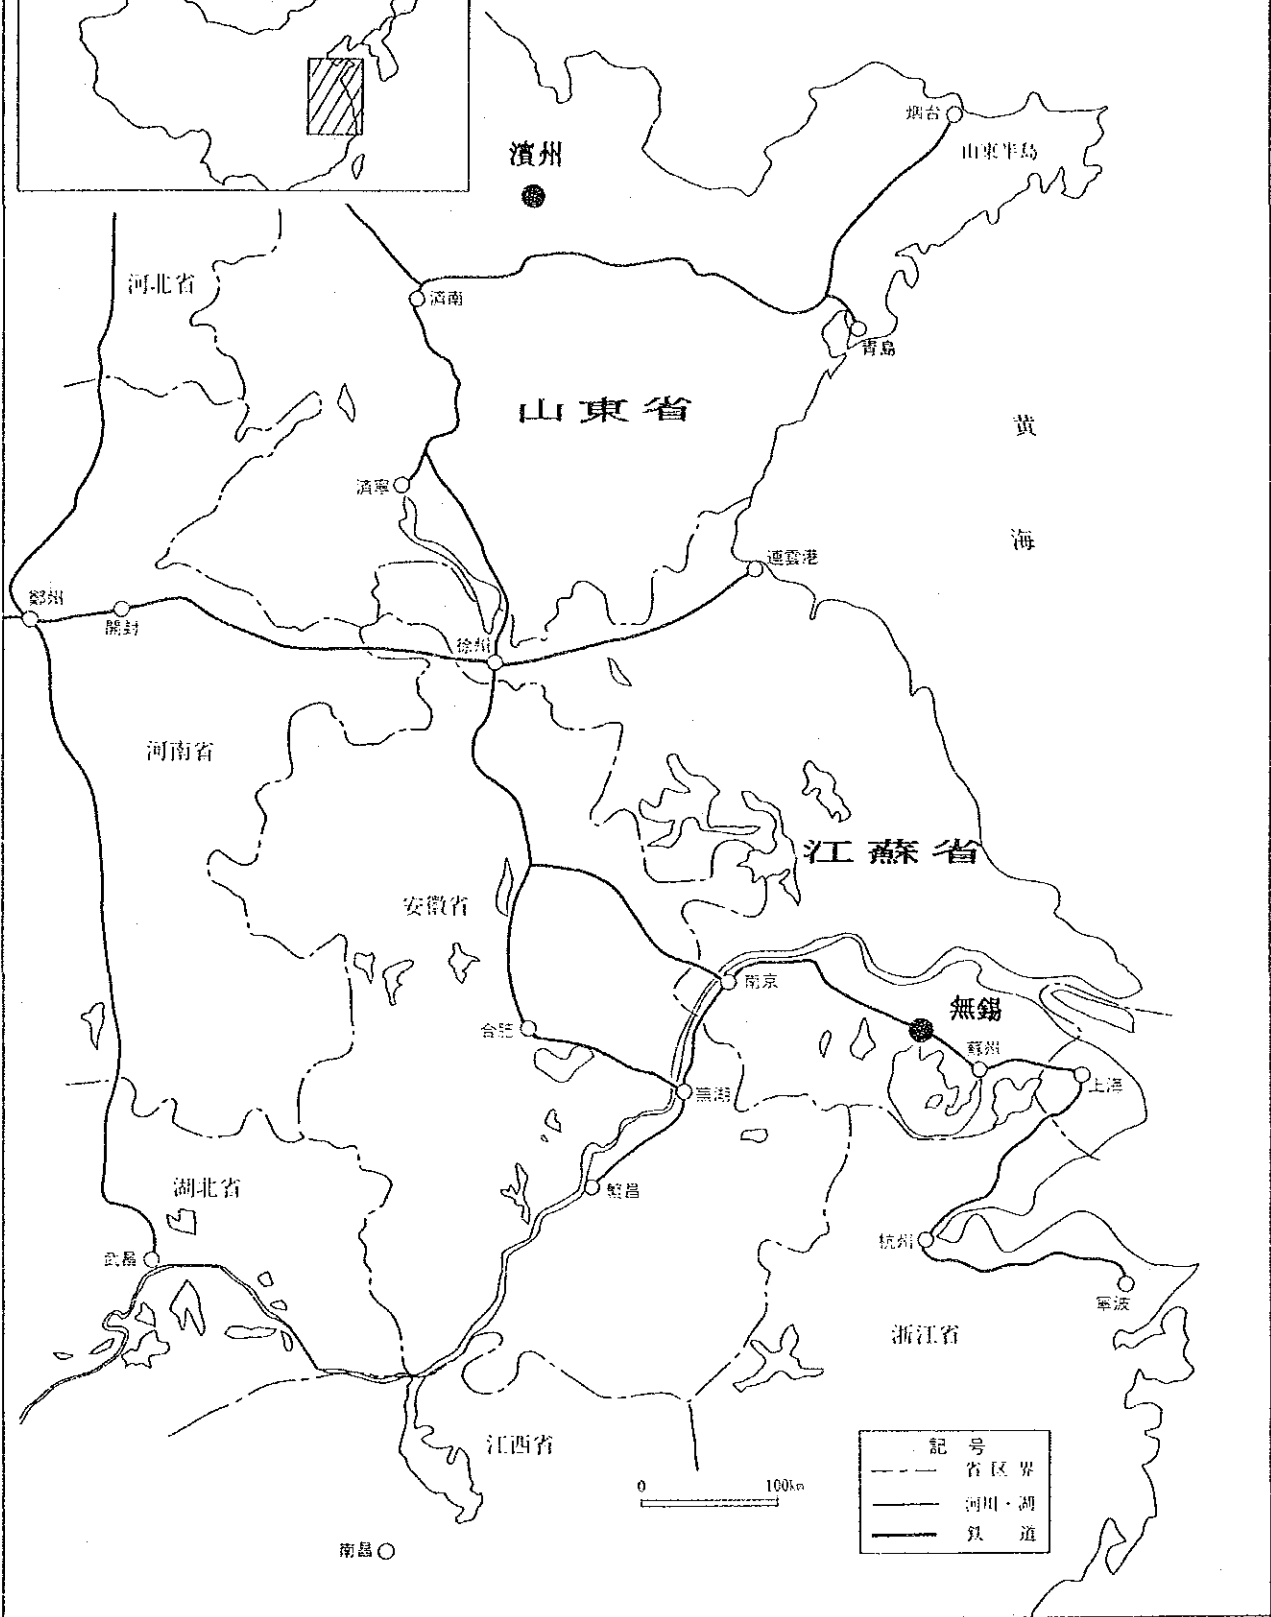 烟台
山東半島
濱州
河北省
済南
青島
山東省
黄
海
済寧
連雲港
鄭州
開封
徐州
河南省
江蘇省
安徽省
南京
無錫
合肥
蘇州
上海
蕪湖
湖北省
繁昌
武昌
杭州
寧波
浙江省
江西省
記号
省区界
河川・湖
鉄道
0 100km
南昌